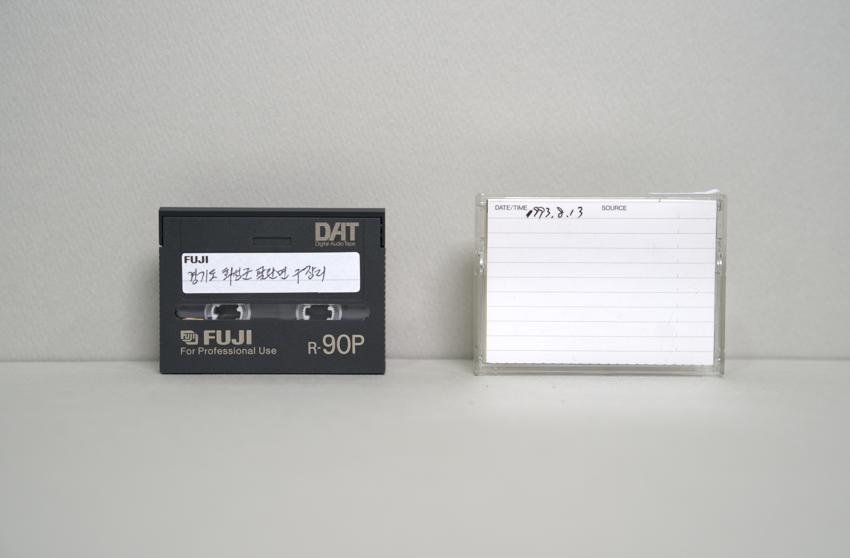 DAT
Digital Audio Tape
FUJI
경기도 화성군 팔탄면 구장리
FUJI FUJI
For Professional Use
R-90P
DATE/TIME 1993.8.13 SOURCE